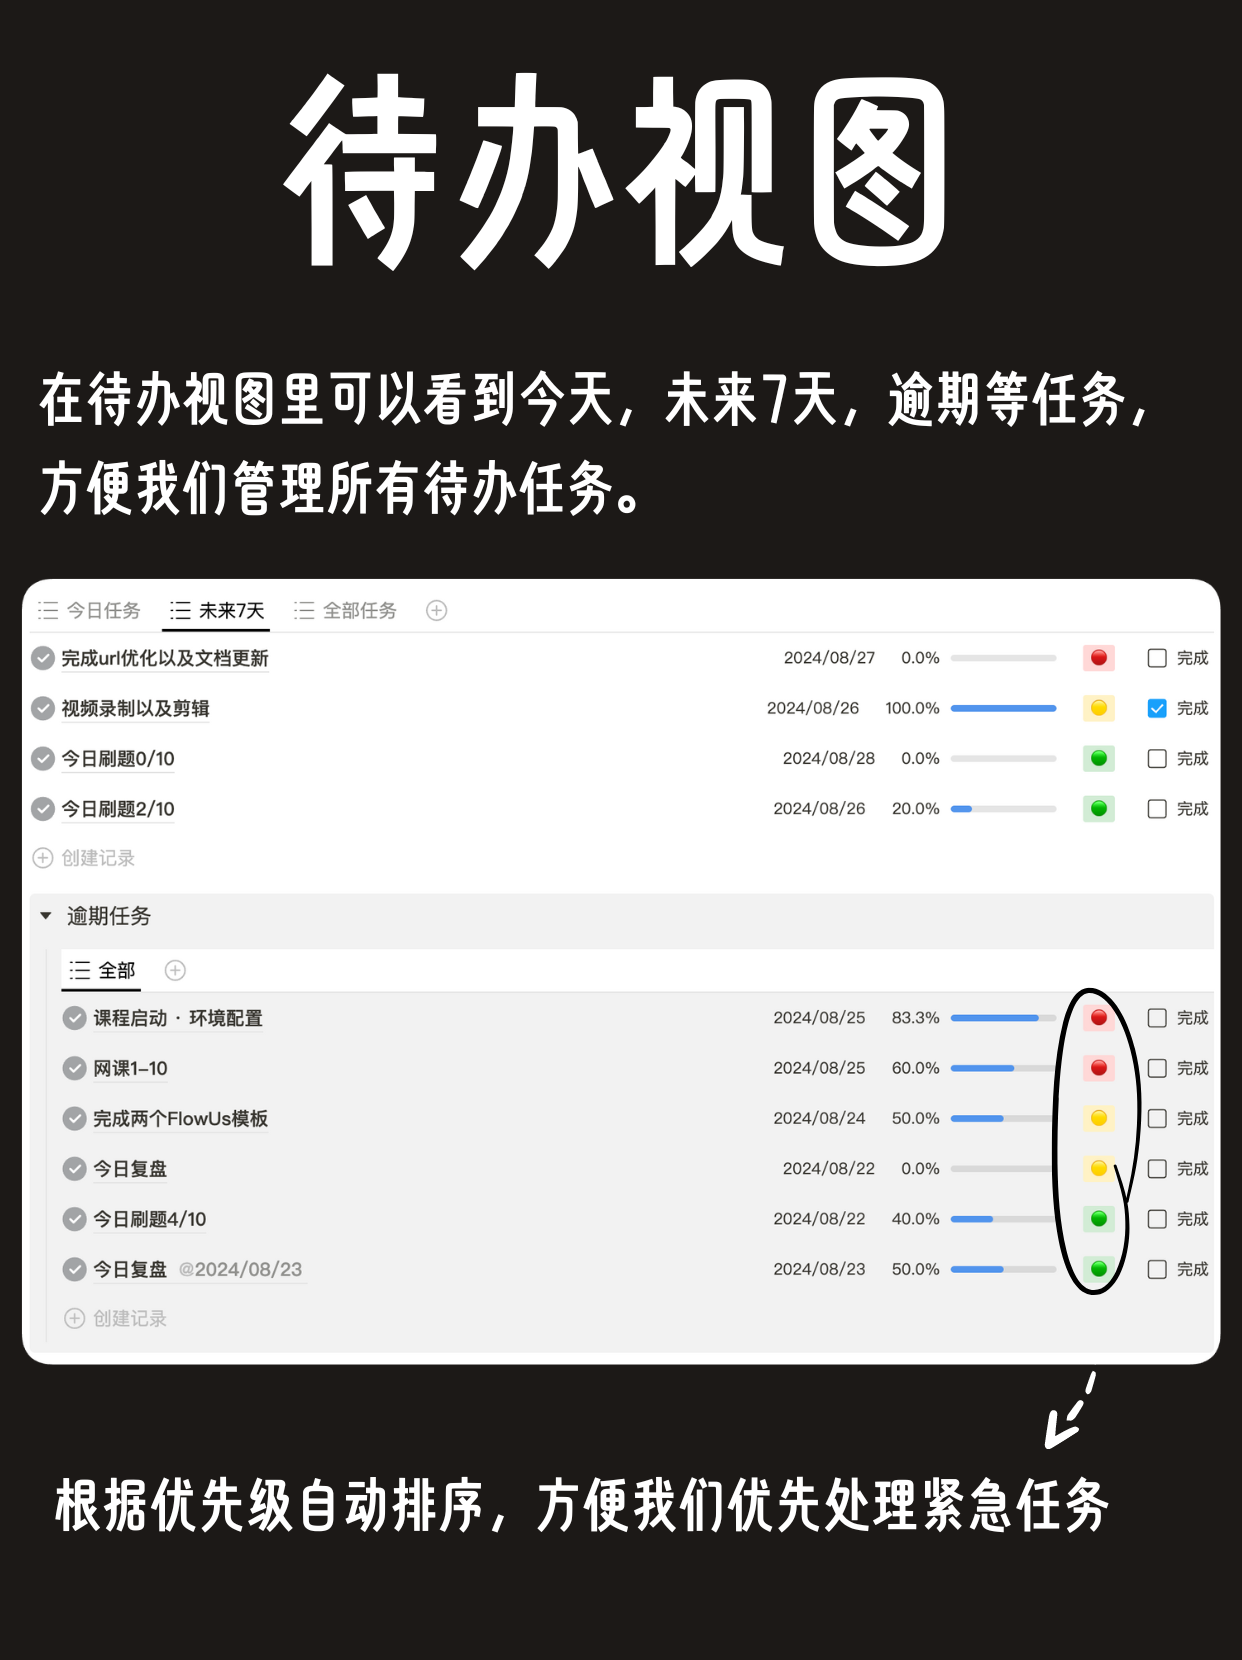 待办视图
在待办视图里可以看到今天，未来7天，逾期等任务，
方便我们管理所有待办任务。
今日任务 未来7天 全部任务
完成url优化以及文档更新 2024/08/27 0.0% 完成
视频录制以及剪辑 2024/08/26 100.0% 完成
今日刷题0/10 2024/08/28 0.0% 完成
今日刷题2/10 2024/08/26 20.0% 完成
创建记录
逾期任务
全部
课程启动 · 环境配置 2024/08/25 83.3% 完成
网课1-10 2024/08/25 60.0% 完成
完成两个FlowUs模板 2024/08/24 50.0% 完成
今日复盘 2024/08/22 0.0% 完成
今日刷题4/10 2024/08/22 40.0% 完成
今日复盘 @2024/08/23 2024/08/23 50.0% 完成
创建记录
根据优先级自动排序，方便我们优先处理紧急任务